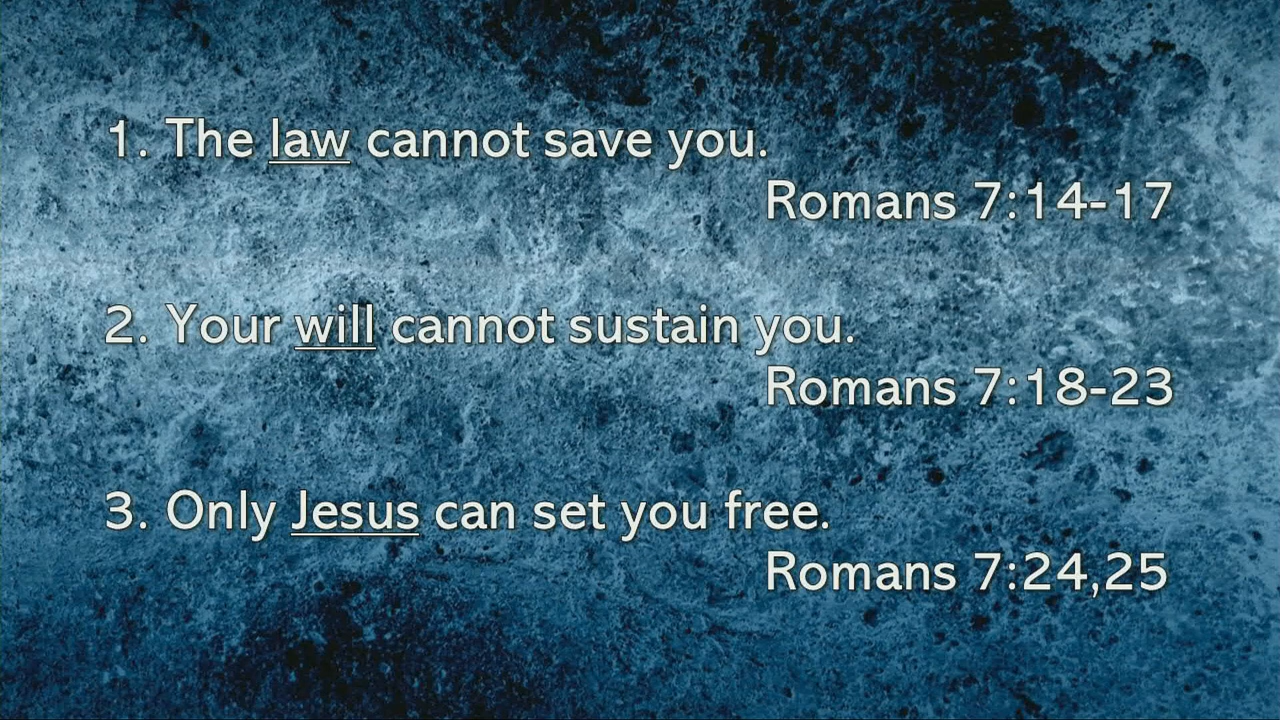 1. The law cannot save you.
Romans 7:14-17
2. Your will cannot sustain you.
Romans 7:18-23
3. Only Jesus can set you free.
Romans 7:24,25